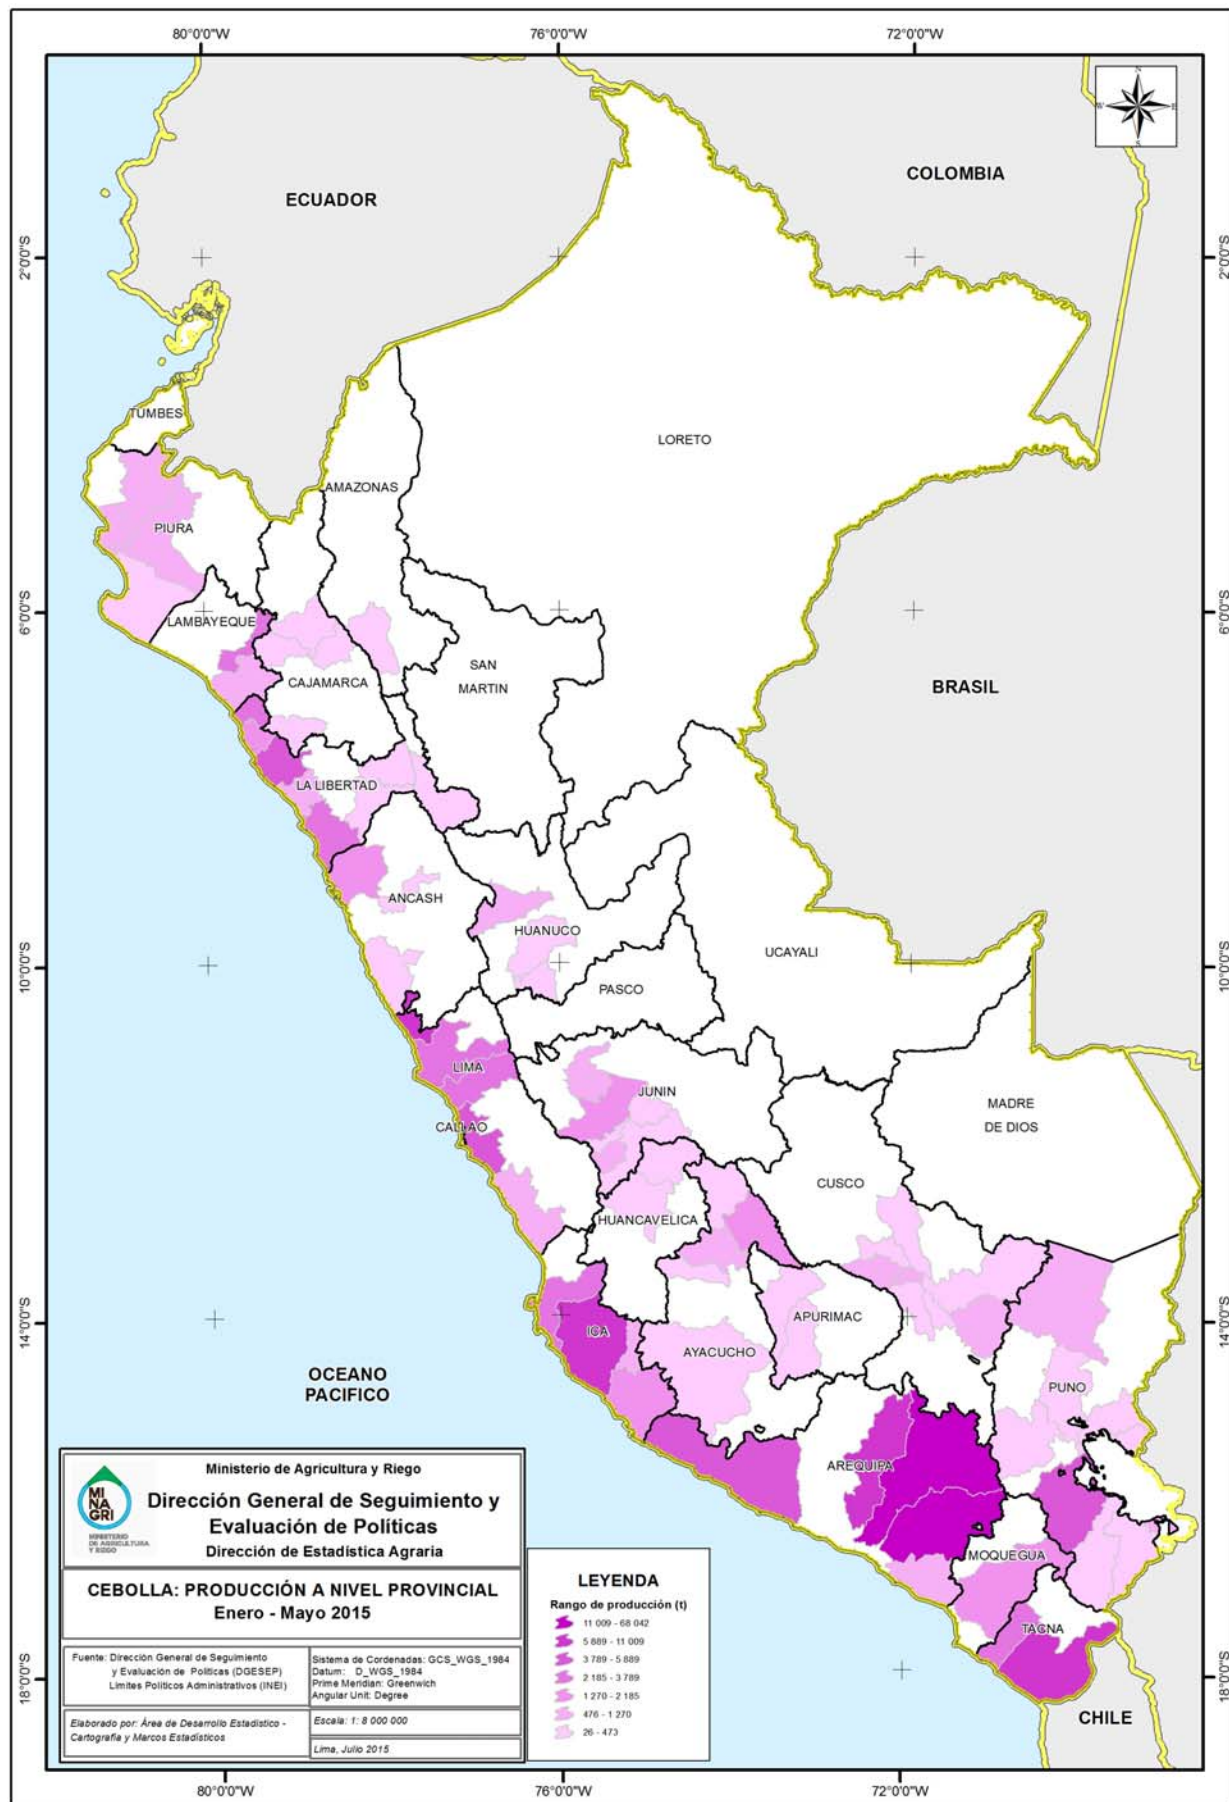 80°0'0"W 76°0'0"W 72°0'0"W
N
W E
S
COLOMBIA
ECUADOR
2°0'0"S 2°0'0"S
TUMBES
LORETO
AMAZONAS
PIURA
6°0'0"S 6°0'0"S
LAMBAYEQUE
SAN
MARTIN
CAJAMARCA
BRASIL
LA LIBERTAD
ANCASH
HUANUCO
UCAYALI
10°0'0"S 10°0'0"S
PASCO
LIMA
JUNIN
MADRE
DE DIOS
CALLAO
CUSCO
HUANCAVELICA
14°0'0"S 14°0'0"S
APURIMAC
ICA
AYACUCHO
OCEANO
PACIFICO
PUNO
AREQUIPA
MOQUEGUA
TACNA
CHILE
18°0'0"S 18°0'0"S
MI
NA
GRI
MINISTERIO
DE AGRICULTURA
Y RIEGO
Ministerio de Agricultura y Riego
Dirección General de Seguimiento y
Evaluación de Políticas
Dirección de Estadística Agraria
CEBOLLA: PRODUCCIÓN A NIVEL PROVINCIAL
Enero - Mayo 2015
Fuente: Dirección General de Seguimiento
y Evaluación de Políticas (DGESEP)
Límites Políticos Administrativos (INEI)
Sistema de Cordenadas: GCS_WGS_1984
Datum: D_WGS_1984
Prime Meridian: Greenwich
Angular Unit: Degree
Elaborado por: Área de Desarrollo Estadístico -
Cartografía y Marcos Estadísticos
Escala: 1: 8 000 000
Lima, Julio 2015
LEYENDA
Rango de producción (t)
11 009 - 68 042
5 889 - 11 009
3 789 - 5 889
2 185 - 3 789
1 270 - 2 185
476 - 1 270
26 - 473
80°0'0"W 76°0'0"W 72°0'0"W